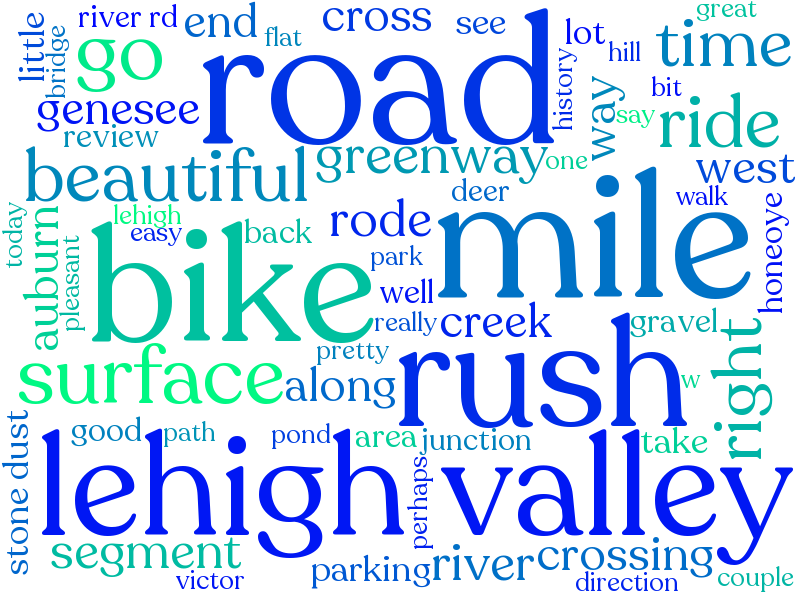 river rd
end
cross
see
great
little
bridge
flat
lot
hill
time
go
road
history
way
bit
genesee
say
ride
review
greenway
one
west
beautiful
deer
walk
today
auburn
lehigh
easy
back
rode
mile
honeoye
pleasant
bike
park
well
really
creek
gravel
right
surface
pretty
along
rush
w
stone dust
good
path
pond
area
junction
take
lehigh valley
perhaps
segment
parking
river
crossing
victor
direction
couple